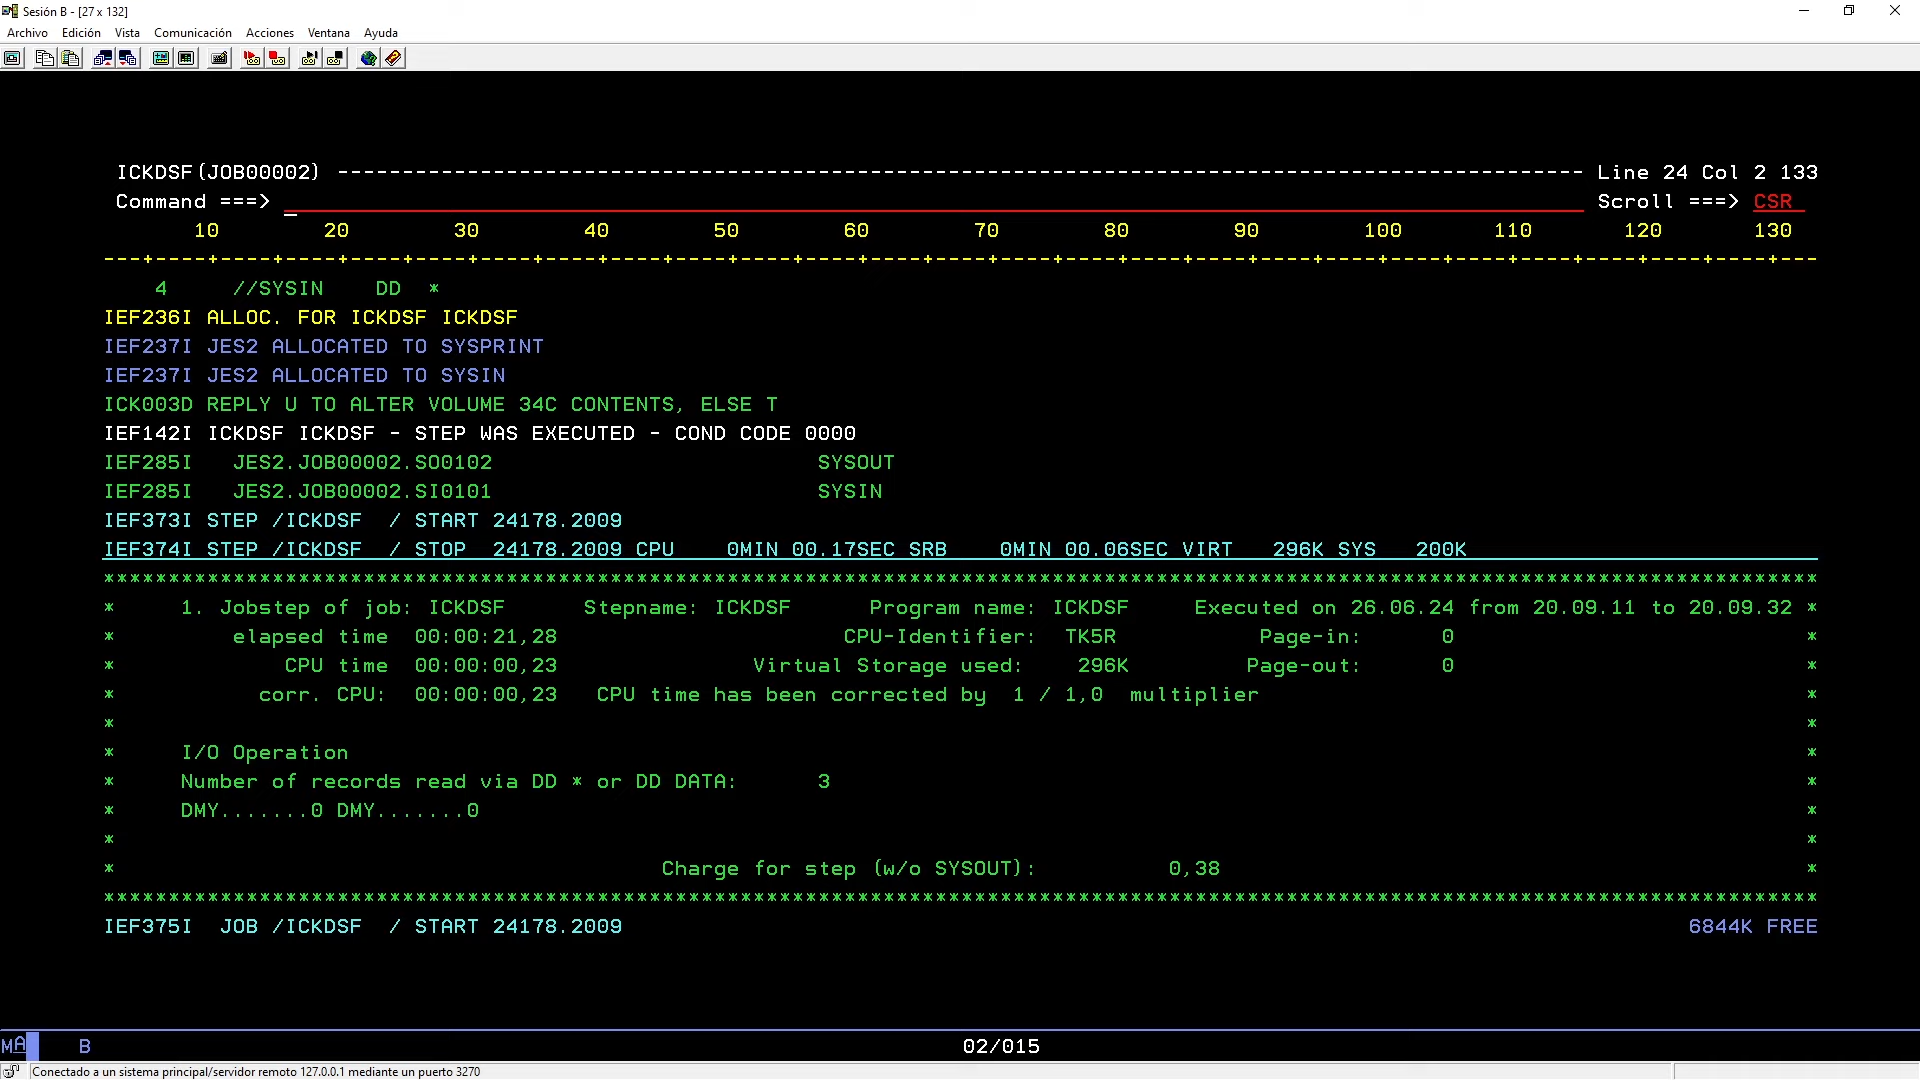 Sesión B - [27 x 132]
Archivo Edición Vista Comunicación Acciones Ventana Ayuda
ICKDSF(JOB00002) ------------------------------------------------------------------------------------------------ Line 24 Col 2 133
Command ===> _ Scroll ===> CSR
10 20 30 40 50 60 70 80 90 100 110 120 130
---+----+----+----+----+----+----+----+----+----+----+----+----+----+----+----+----+----+----+----+----+----+----+----+----+----+---
4 //SYSIN DD *
IEF236I ALLOC. FOR ICKDSF ICKDSF
IEF237I JES2 ALLOCATED TO SYSPRINT
IEF237I JES2 ALLOCATED TO SYSIN
ICK003D REPLY U TO ALTER VOLUME 34C CONTENTS, ELSE T
IEF142I ICKDSF ICKDSF - STEP WAS EXECUTED - COND CODE 0000
IEF285I JES2.JOB00002.SO0102 SYSOUT
IEF285I JES2.JOB00002.SI0101 SYSIN
IEF373I STEP /ICKDSF / START 24178.2009
IEF374I STEP /ICKDSF / STOP 24178.2009 CPU 0MIN 00.17SEC SRB 0MIN 00.06SEC VIRT 296K SYS 200K
************************************************************************************************************************************
* 1. Jobstep of job: ICKDSF Stepname: ICKDSF Program name: ICKDSF Executed on 26.06.24 from 20.09.11 to 20.09.32 *
* elapsed time 00:00:21,28 CPU-Identifier: TK5R Page-in: 0 *
* CPU time 00:00:00,23 Virtual Storage used: 296K Page-out: 0 *
* corr. CPU: 00:00:00,23 CPU time has been corrected by 1 / 1,0 multiplier *
* *
* I/O Operation *
* Number of records read via DD * or DD DATA: 3 *
* DMY.......0 DMY.......0 *
* *
* Charge for step (w/o SYSOUT): 0,38 *
************************************************************************************************************************************
IEF375I JOB /ICKDSF / START 24178.2009 6844K FREE
MA B 02/015
Conectado a un sistema principal/servidor remoto 127.0.0.1 mediante un puerto 3270